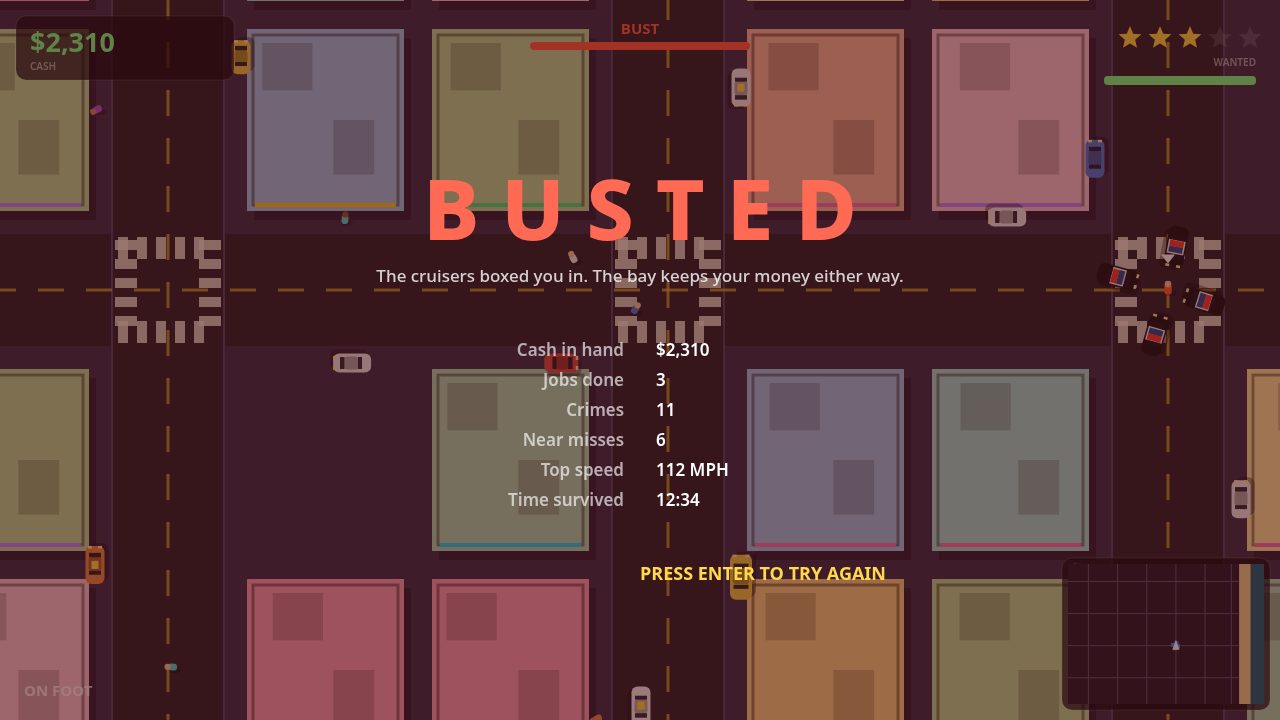 $2,310
CASH
BUST
WANTED
BUSTED
The cruisers boxed you in. The bay keeps your money either way.
Cash in hand $2,310
Jobs done 3
Crimes 11
Near misses 6
Top speed 112 MPH
Time survived 12:34
PRESS ENTER TO TRY AGAIN
ON FOOT